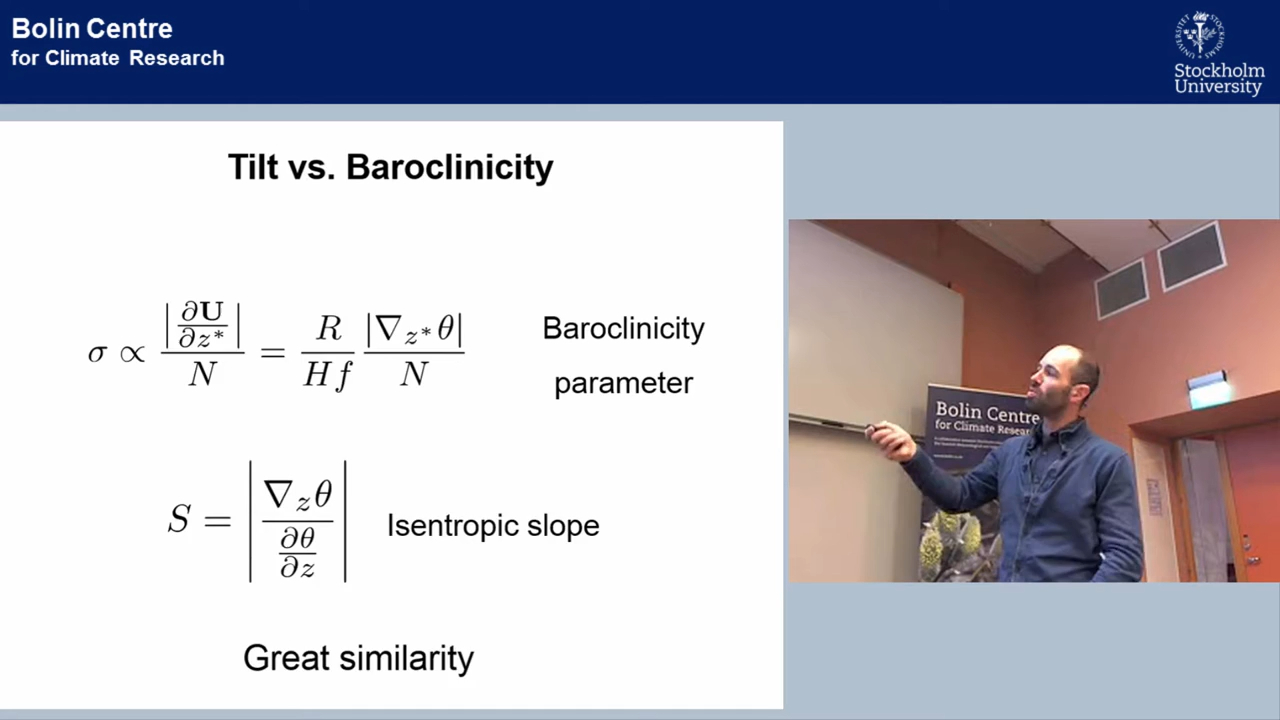 Bolin Centre
for Climate Research
Stockholm
University
Tilt vs. Baroclinicity
σ ∝ |∂U/∂z*| / N = R/(Hf) |∇_{z*}θ| / N
Baroclinicity
parameter
S = |∇_zθ / (∂θ/∂z)|
Isentropic slope
Great similarity
Bolin Centre
for Climate Resear